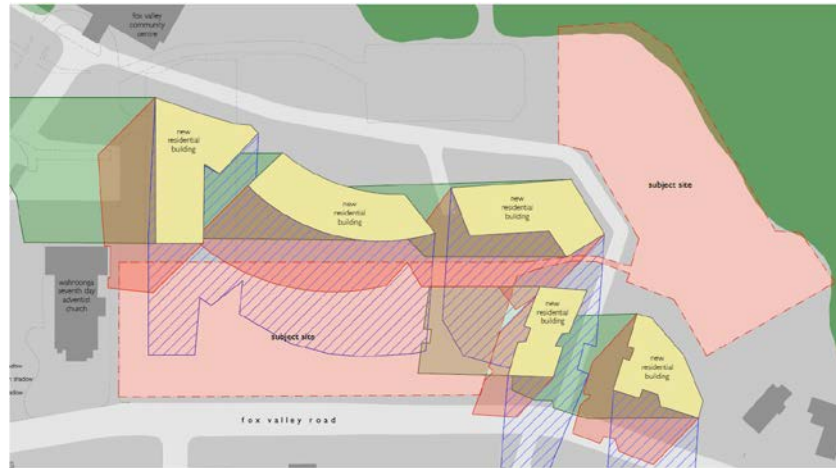 fox valley
community
centre
new
residential
building
new
residential
building
new
residential
building
subject site
wahroonga
seventh day
adventist
church
new
residential
building
subject site
new
residential
building
shadow
fox valley road